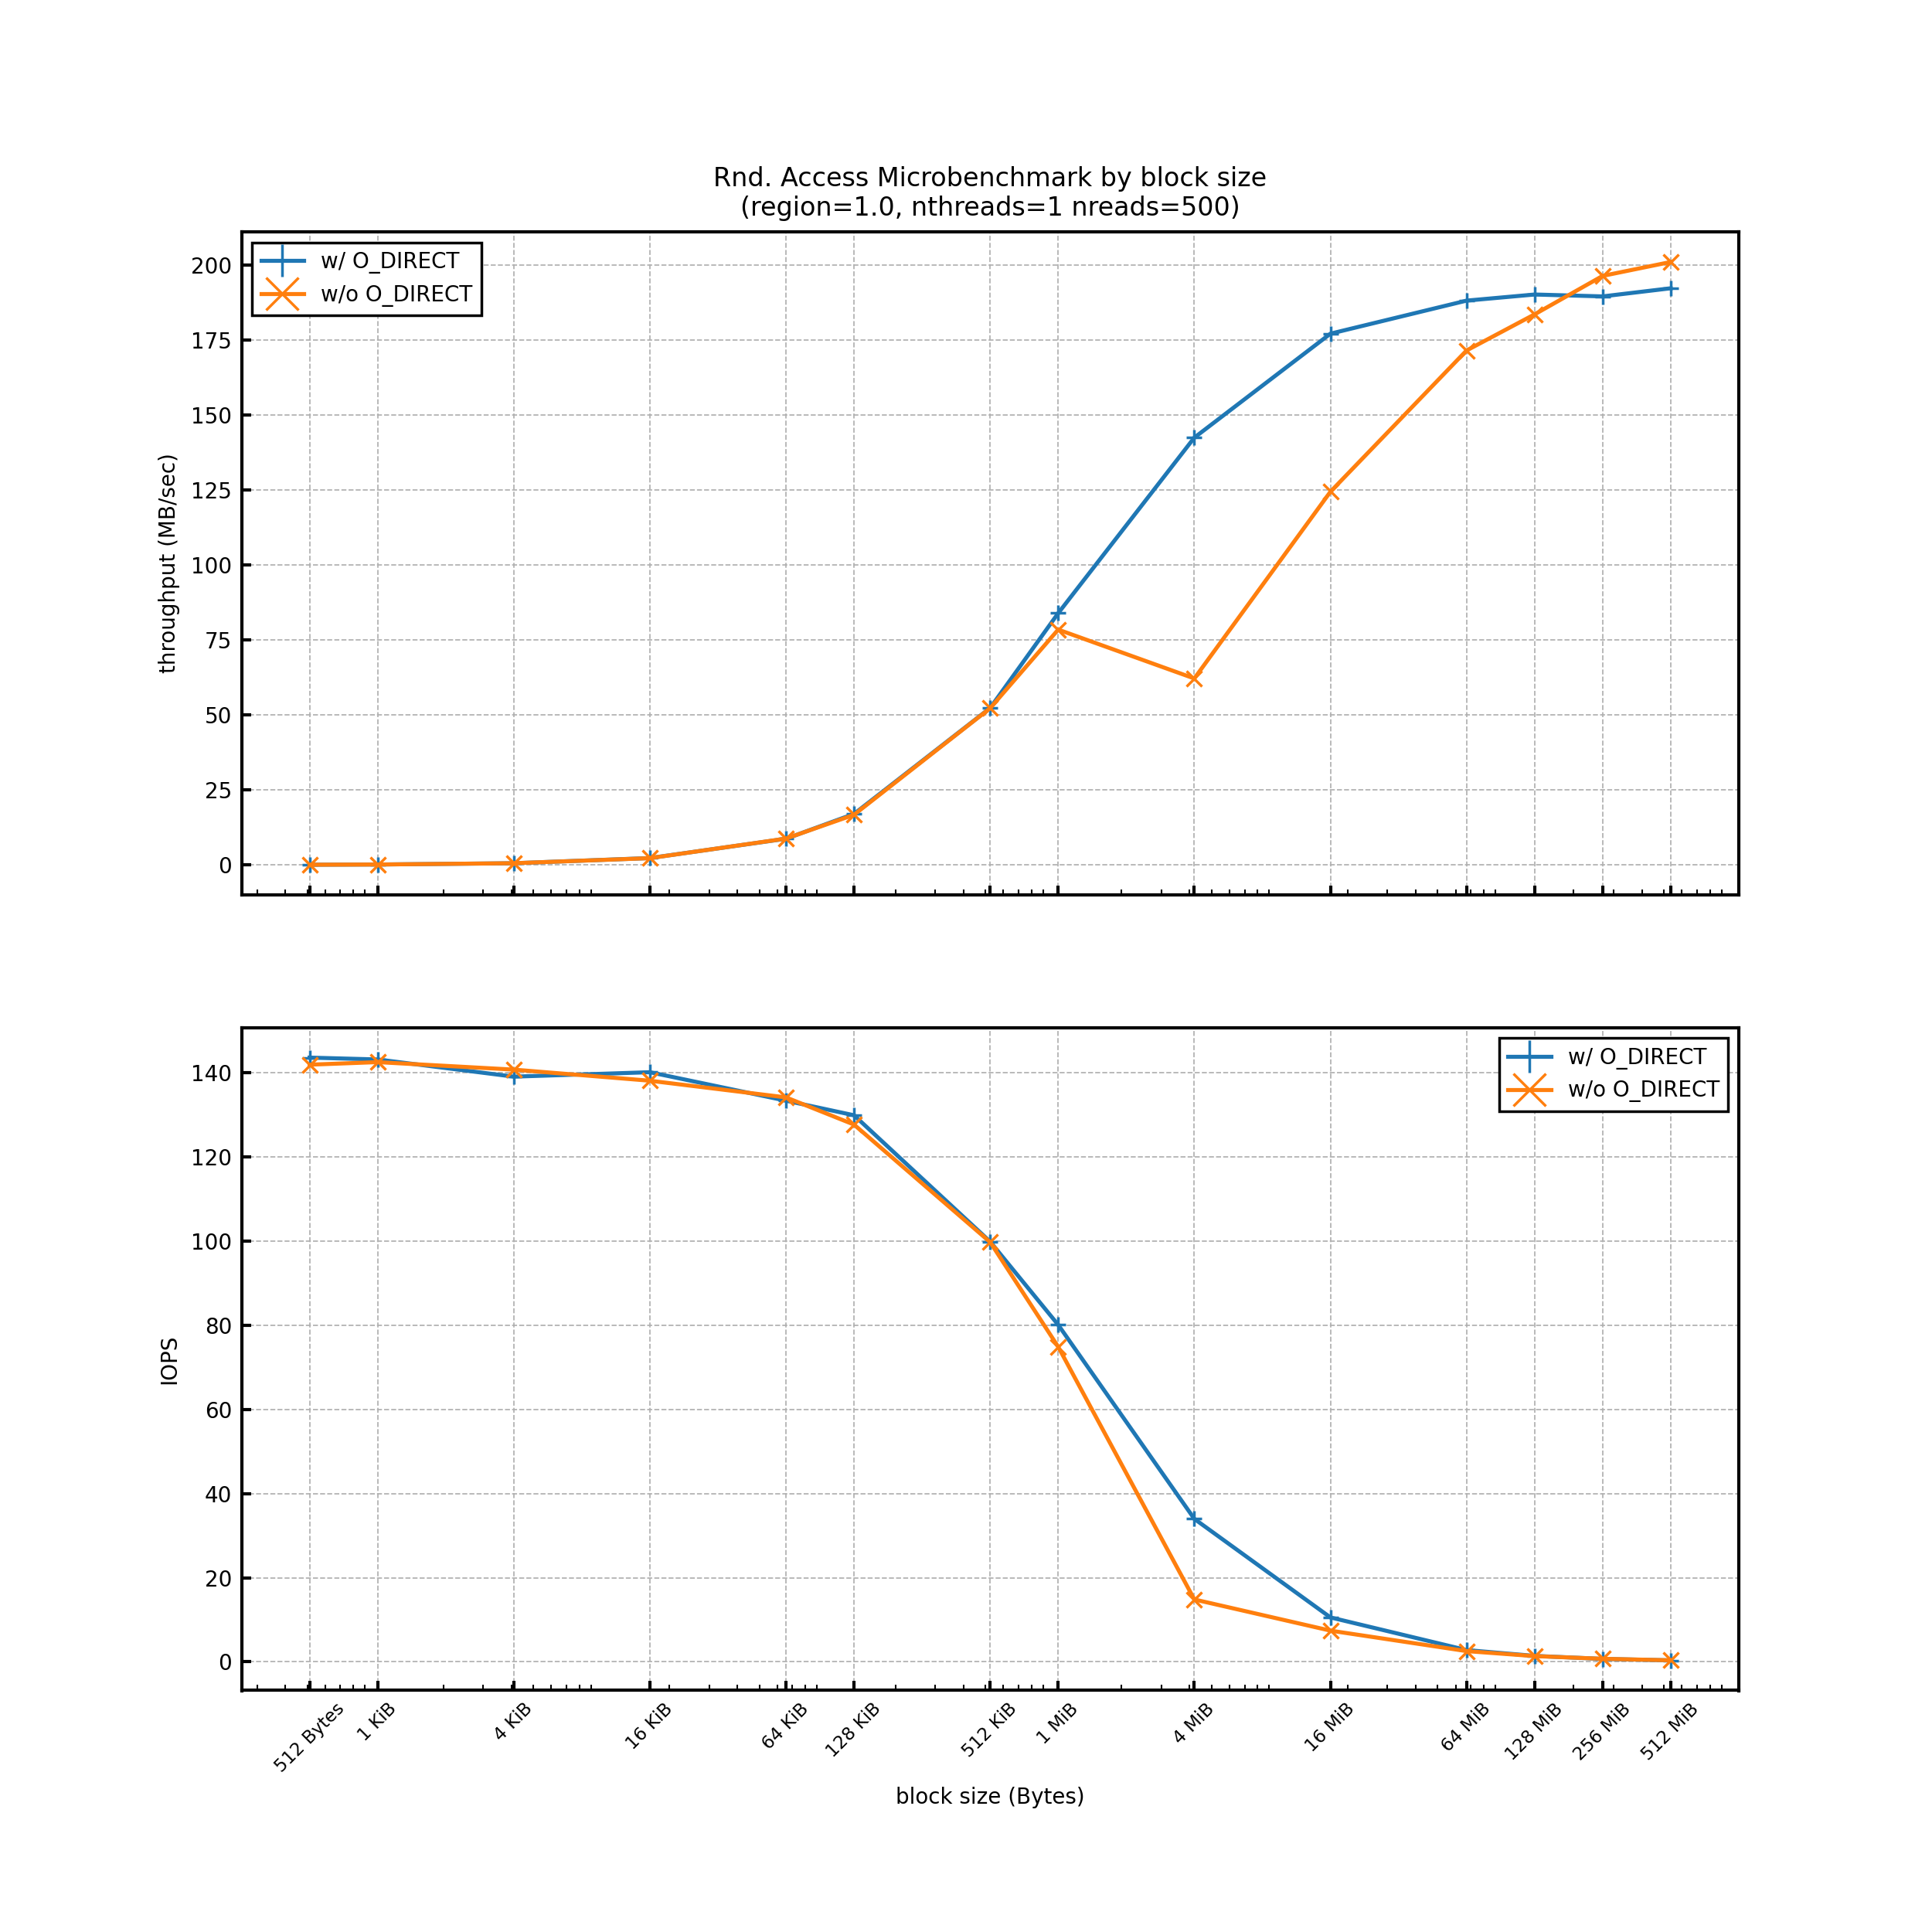 Rnd. Access Microbenchmark by block size
(region=1.0, nthreads=1 nreads=500)
w/ O_DIRECT
w/o O_DIRECT
200
175
150
125
100
75
50
25
0
throughput (MB/sec)
w/ O_DIRECT
w/o O_DIRECT
140
120
100
80
60
40
20
0
IOPS
512 Bytes
1 KiB
4 KiB
16 KiB
64 KiB
128 KiB
512 KiB
1 MiB
4 MiB
16 MiB
64 MiB
128 MiB
256 MiB
512 MiB
block size (Bytes)